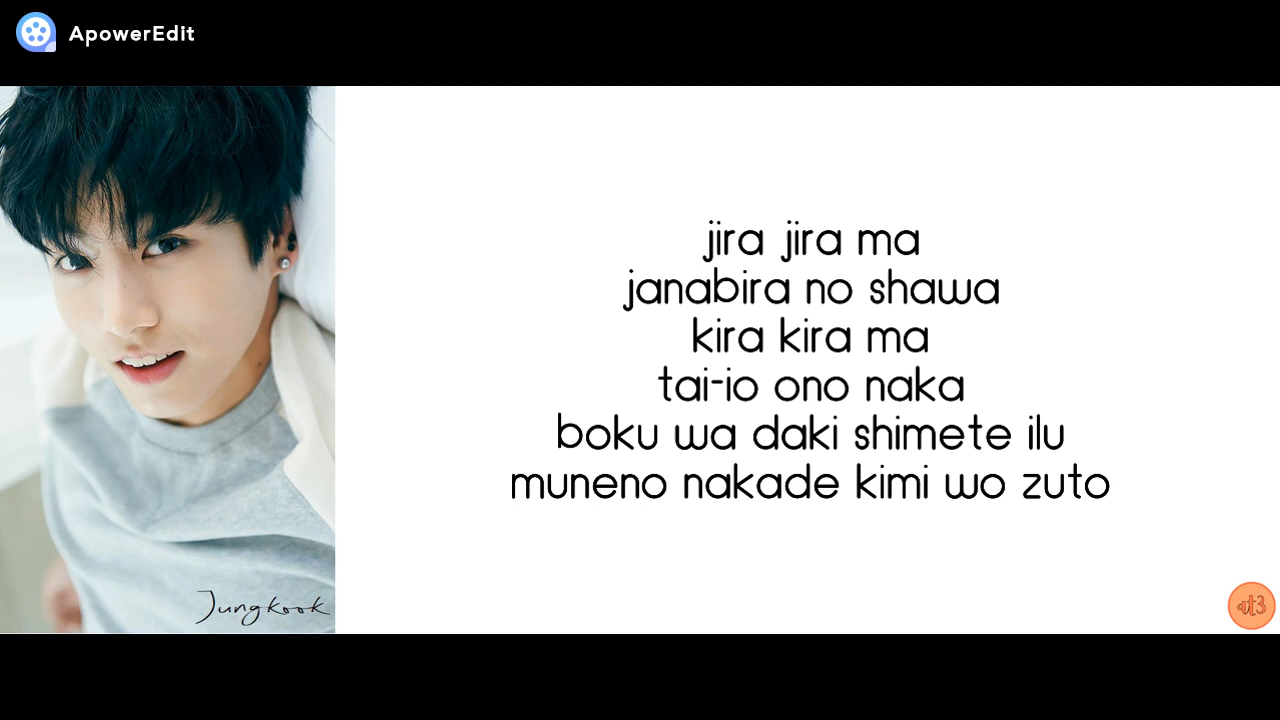 ApowerEdit
jira jira ma
janabira no shawa
kira kira ma
tai-io ono naka
boku wa daki shimete ilu
muneno nakade kimi wo zuto
Jungkook
at3